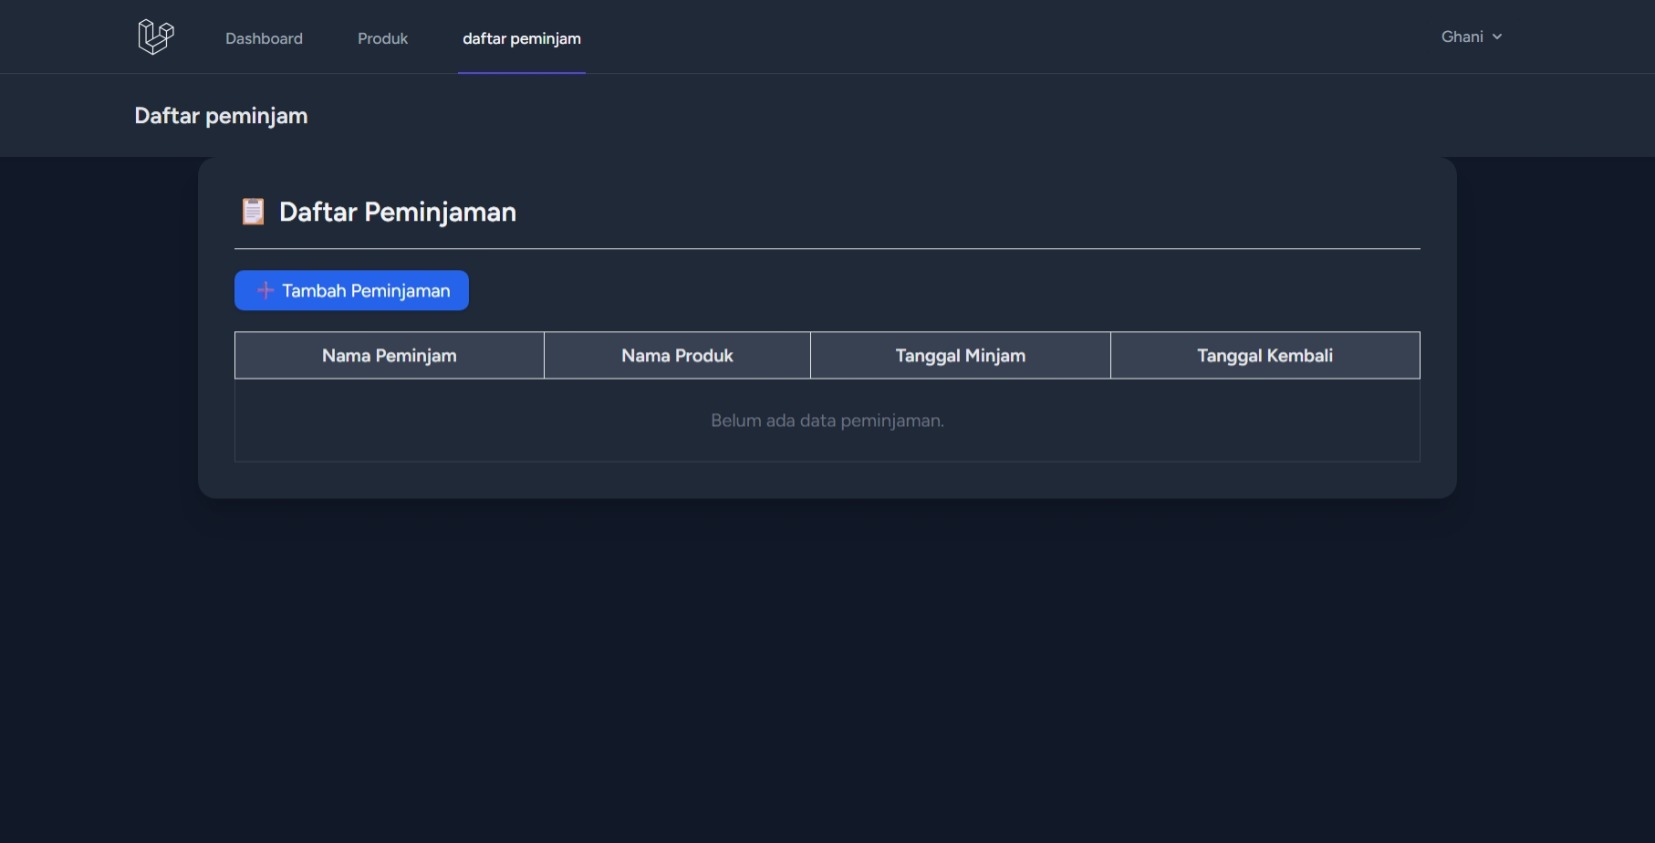 Dashboard Produk daftar peminjam Ghani
Daftar peminjam
Daftar Peminjaman
Tambah Peminjaman
Nama Peminjam Nama Produk Tanggal Minjam Tanggal Kembali
Belum ada data peminjaman.